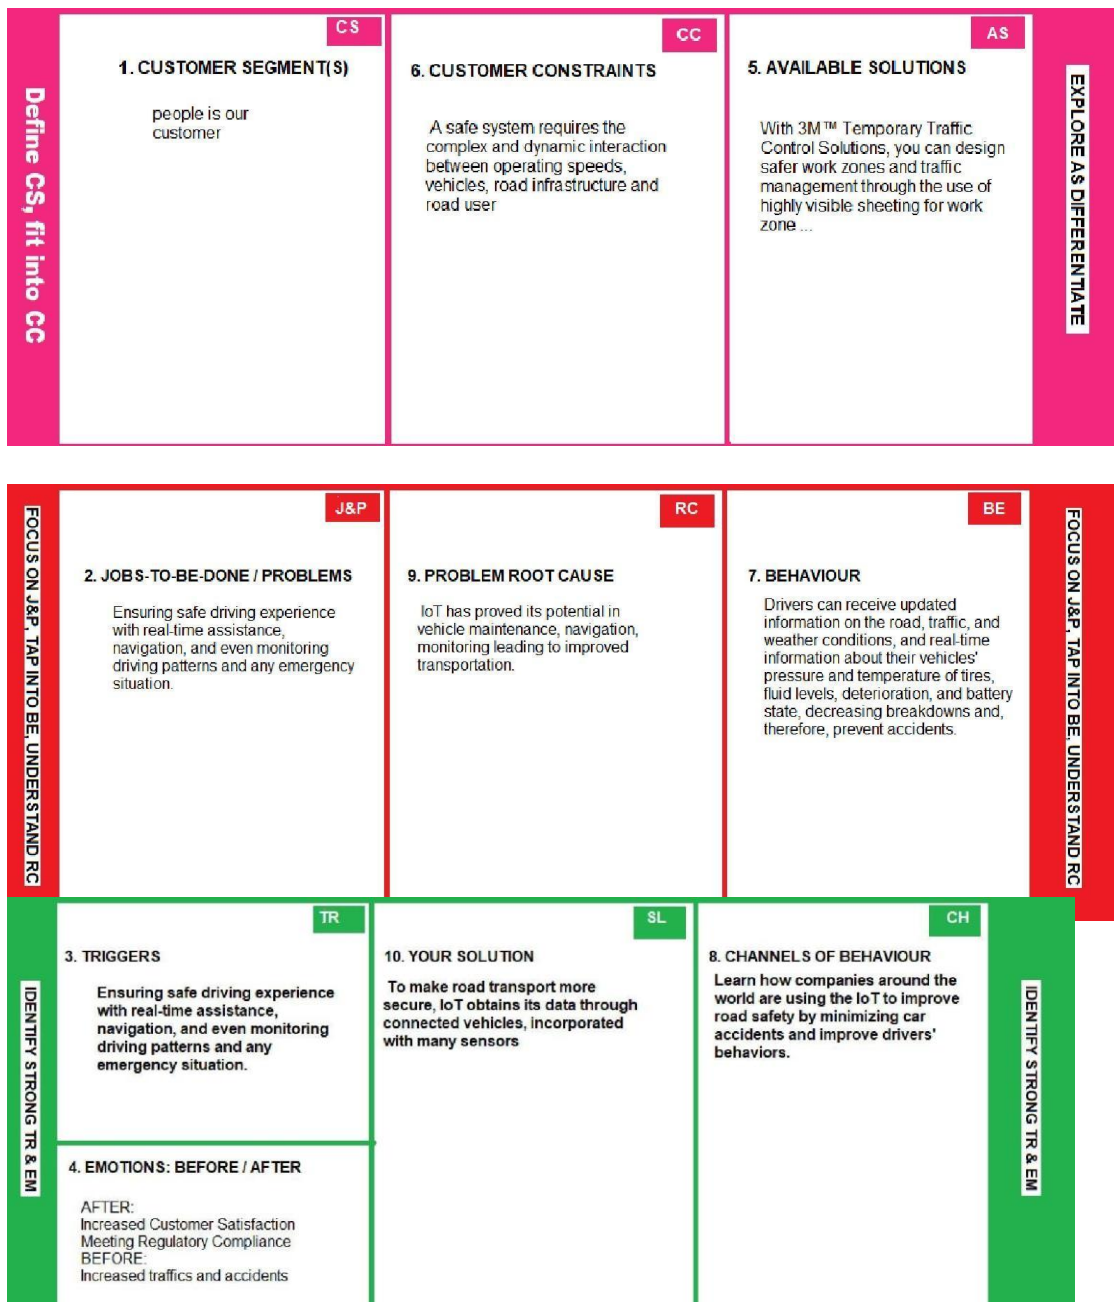 Define CS, fit into CC
CS
1. CUSTOMER SEGMENT(S)
people is our
customer
CC
6. CUSTOMER CONSTRAINTS
A safe system requires the
complex and dynamic interaction
between operating speeds,
vehicles, road infrastructure and
road user
AS
5. AVAILABLE SOLUTIONS
With 3M™ Temporary Traffic
Control Solutions, you can design
safer work zones and traffic
management through the use of
highly visible sheeting for work
zone ...
EXPLORE AS DIFFERENTIATE
FOCUS ON J&P, TAP INTO BE, UNDERSTAND RC
J&P
2. JOBS-TO-BE-DONE / PROBLEMS
Ensuring safe driving experience
with real-time assistance,
navigation, and even monitoring
driving patterns and any emergency
situation.
RC
9. PROBLEM ROOT CAUSE
IoT has proved its potential in
vehicle maintenance, navigation,
monitoring leading to improved
transportation.
BE
7. BEHAVIOUR
Drivers can receive updated
information on the road, traffic, and
weather conditions, and real-time
information about their vehicles'
pressure and temperature of tires,
fluid levels, deterioration, and battery
state, decreasing breakdowns and,
therefore, prevent accidents.
FOCUS ON J&P, TAP INTO BE, UNDERSTAND RC
IDENTIFY STRONG TR & EM
TR
3. TRIGGERS
Ensuring safe driving experience
with real-time assistance,
navigation, and even monitoring
driving patterns and any
emergency situation.
4. EMOTIONS: BEFORE / AFTER
AFTER:
Increased Customer Satisfaction
Meeting Regulatory Compliance
BEFORE:
Increased traffics and accidents
SL
10. YOUR SOLUTION
To make road transport more
secure, IoT obtains its data through
connected vehicles, incorporated
with many sensors
CH
8. CHANNELS OF BEHAVIOUR
Learn how companies around the
world are using the IoT to improve
road safety by minimizing car
accidents and improve drivers'
behaviors.
IDENTIFY STRONG TR & EM